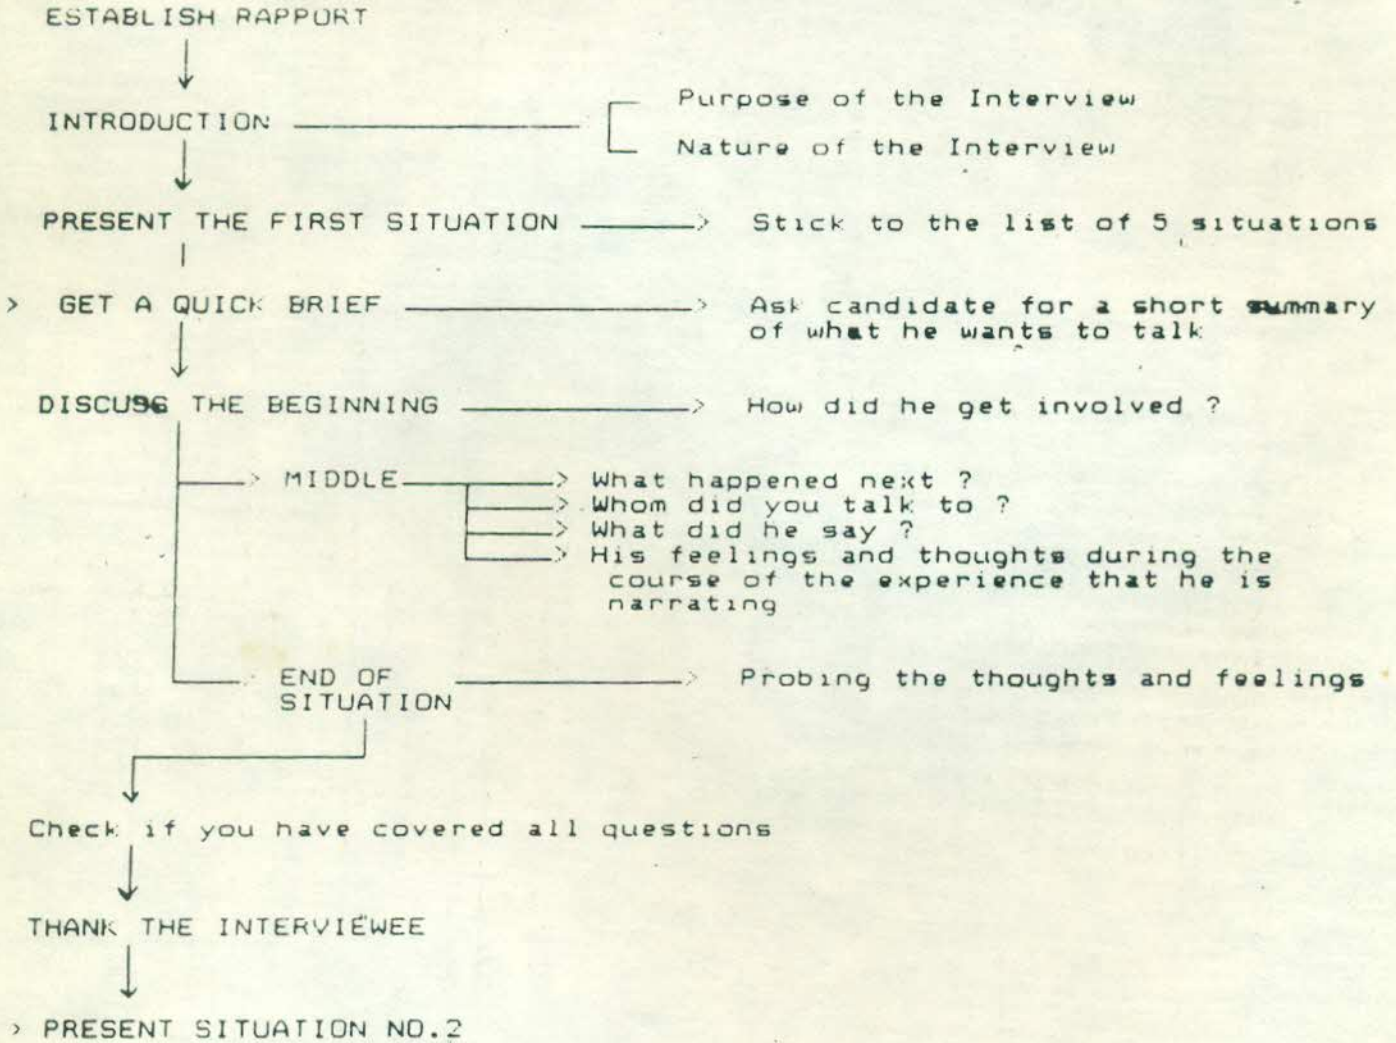 ESTABLISH RAPPORT
Purpose of the Interview
INTRODUCTION
Nature of the Interview
PRESENT THE FIRST SITUATION > Stick to the list of 5 situations
> GET A QUICK BRIEF > Ask candidate for a short summary
of what he wants to talk
DISCUSS THE BEGINNING > How did he get involved ?
> MIDDLE > What happened next ?
> Whom did you talk to ?
> What did he say ?
> His feelings and thoughts during the
course of the experience that he is
narrating
END OF > Probing the thoughts and feelings
SITUATION
Check if you have covered all questions
THANK THE INTERVIEWEE
> PRESENT SITUATION NO.2